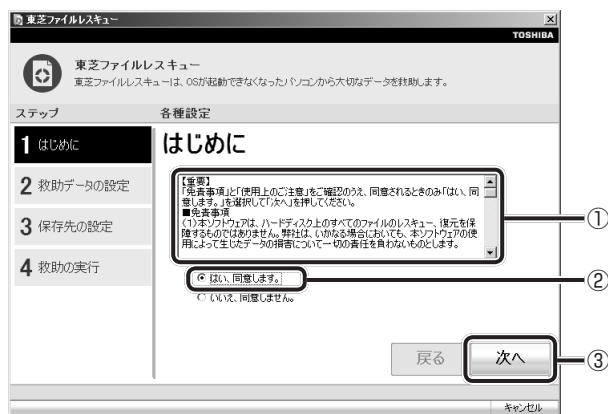 東芝ファイルレスキュー
TOSHIBA
東芝ファイルレスキュー
東芝ファイルレスキューは、OSが起動できなくなったパソコンから大切なデータを救助します。
ステップ
各種設定
1 はじめに
2 救助データの設定
3 保存先の設定
4 救助の実行
はじめに
【重要】
「免責事項」と「使用上のご注意」をご確認のうえ、同意されるときのみ「はい、同
意します。」を選択して「次へ」を押してください。
■免責事項
(1)本ソフトウェアは、ハードディスク上のすべてのファイルのレスキュー、復元を保
障するものではありません。弊社は、いかなる場合においても、本ソフトウェアの使
用によって生じたデータの損害について一切の責任を負わないものとします。
①
はい、同意します。
②
いいえ、同意しません。
戻る
次へ
③
キャンセル